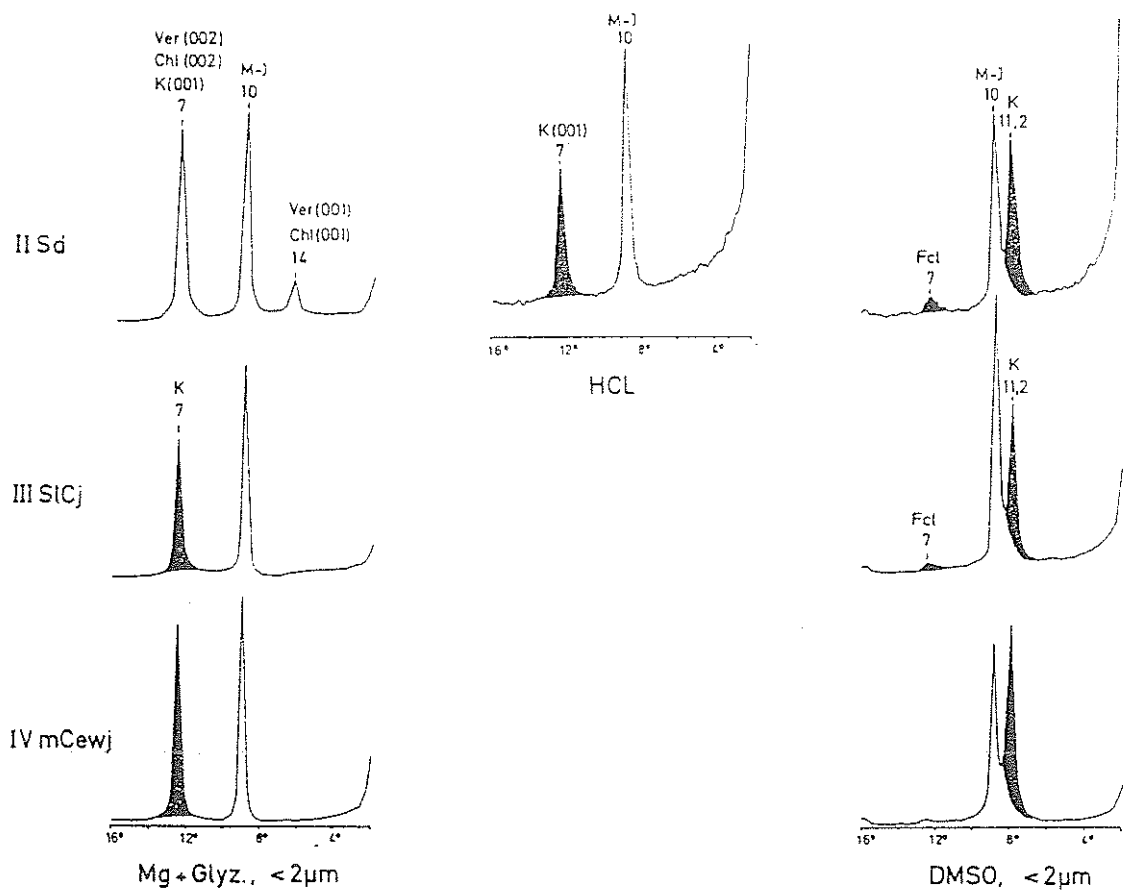 Ver (002)
Chl (002)
K(001)
7
M-J
10
Ver (001)
Chl (001)
14
II Sd
M-J
10
K(001)
7
16° 12° 8° 4°
HCL
M-J
10
K
11,2
Fcl
7
K
7
III SlCj
K
11,2
Fcl
7
IV mCewj
16° 12° 8° 4°
Mg+Glyz., <2µm
16° 12° 8° 4°
DMSO, <2µm